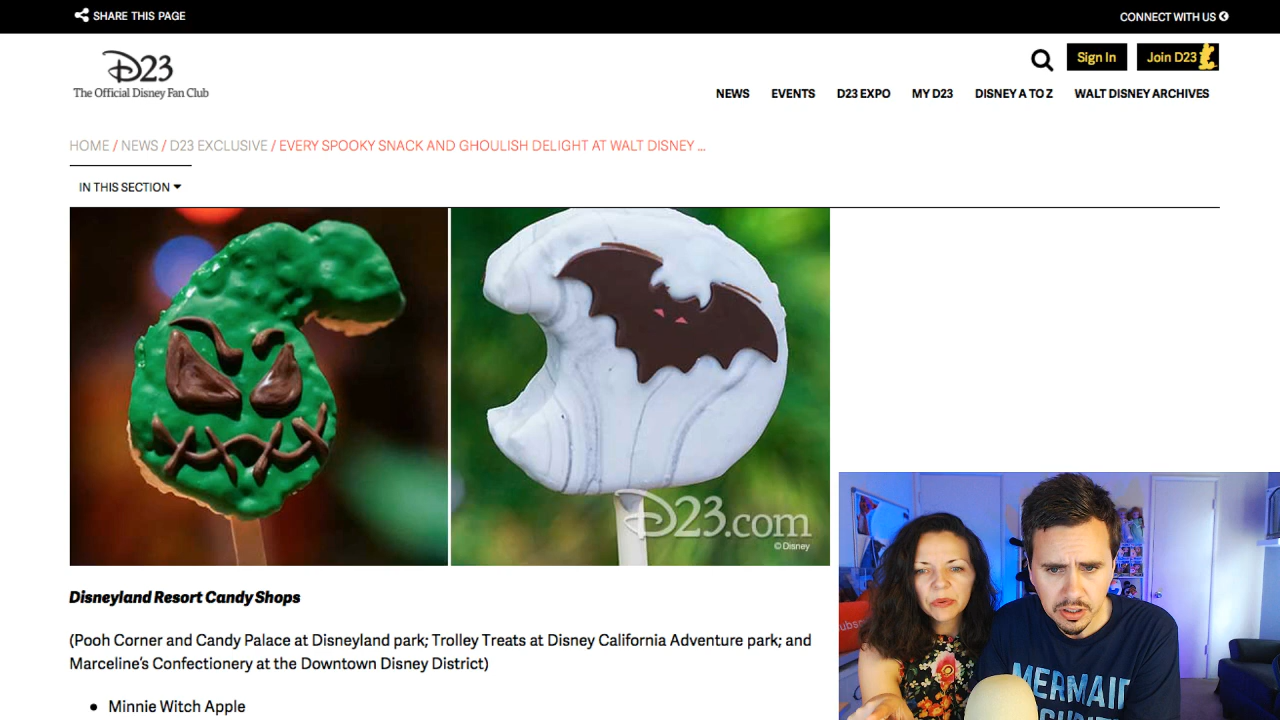 SHARE THIS PAGE
CONNECT WITH US
D23
The Official Disney Fan Club
Sign In
Join D23
NEWS EVENTS D23 EXPO MY D23 DISNEY A TO Z WALT DISNEY ARCHIVES
HOME / NEWS / D23 EXCLUSIVE / EVERY SPOOKY SNACK AND GHOULISH DELIGHT AT WALT DISNEY ...
IN THIS SECTION
D23.com
© Disney
Disneyland Resort Candy Shops
(Pooh Corner and Candy Palace at Disneyland park; Trolley Treats at Disney California Adventure park; and
Marceline's Confectionery at the Downtown Disney District)
• Minnie Witch Apple
MERMAID